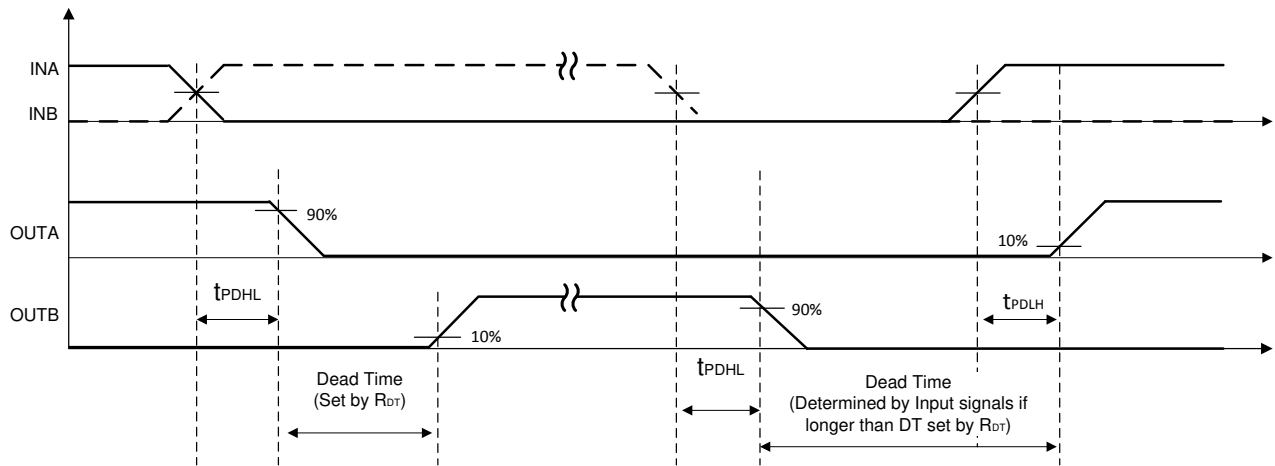 INA
INB
90%
OUTA
10%
tPDHL
tPDLH
OUTB
90%
10%
tPDHL
Dead Time
(Set by RDT)
Dead Time
(Determined by Input signals if
longer than DT set by RDT)